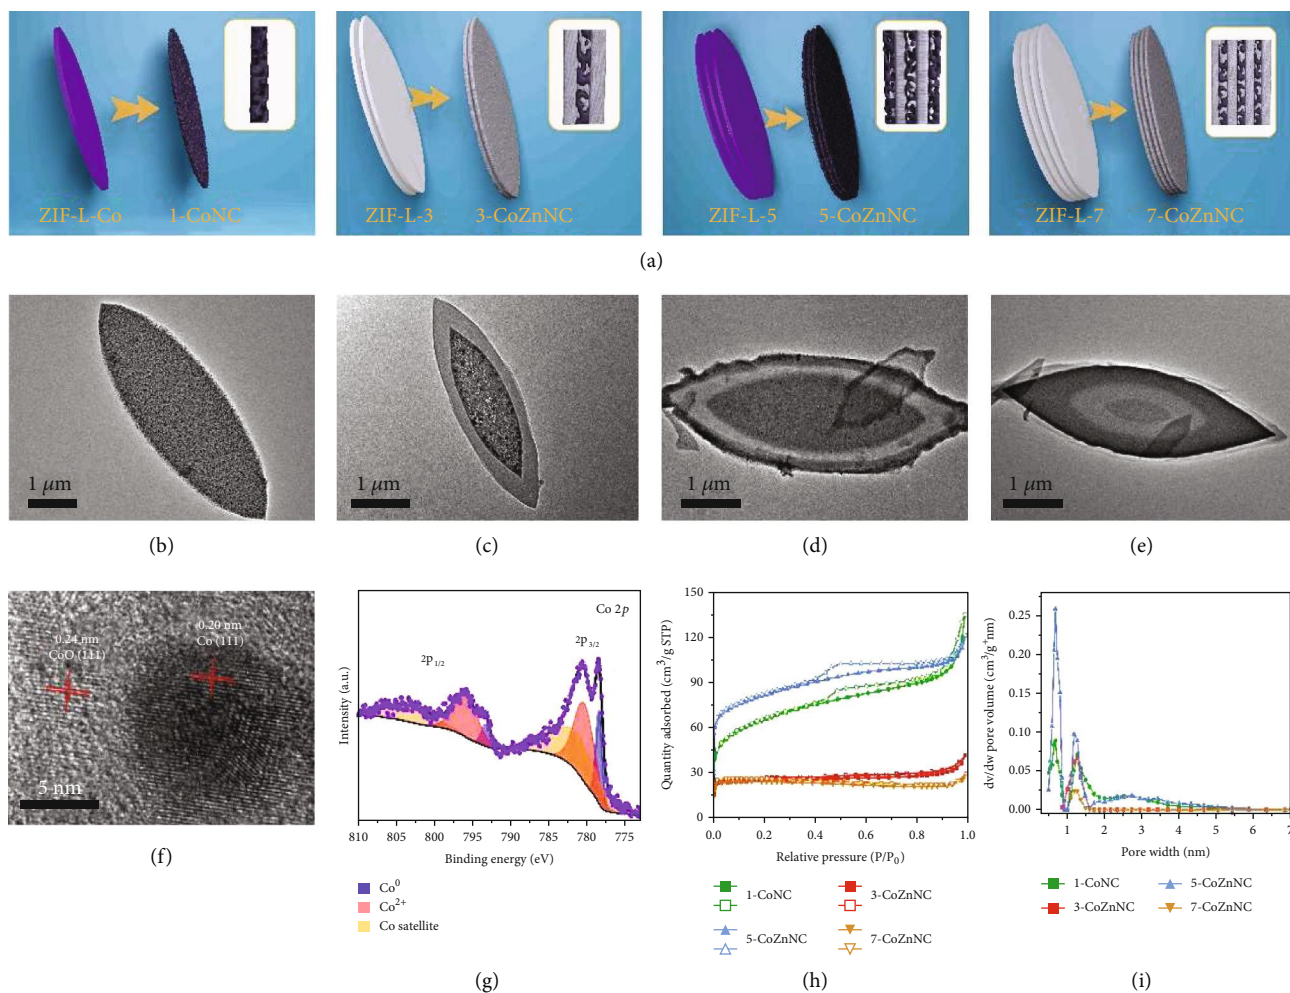 ZIF-L-Co 1-CoNC
ZIF-L-3 3-CoZnNC
ZIF-L-5 5-CoZnNC
ZIF-L-7 7-CoZnNC
(a)
1 μm
1 μm
1 μm
1 μm
(b)
(c)
(d)
(e)
0.24 nm
CoO (111)
0.20 nm
Co (111)
5 nm
(f)
Intensity (a.u.)
Co 2p
2p1/2
2p3/2
810 805 800 795 790 785 780 775
Binding energy (eV)
Co⁰
Co²⁺
Co satellite
(g)
Quantity adsorbed (cm³/g STP)
150
120
90
60
30
0
0.0 0.2 0.4 0.6 0.8 1.0
Relative pressure (P/P₀)
1-CoNC
3-CoZnNC
5-CoZnNC
7-CoZnNC
(h)
dv/dw pore volume (cm³/g⁺nm)
0.25
0.20
0.15
0.10
0.05
0.00
1 2 3 4 5 6 7
Pore width (nm)
1-CoNC
5-CoZnNC
3-CoZnNC
7-CoZnNC
(i)